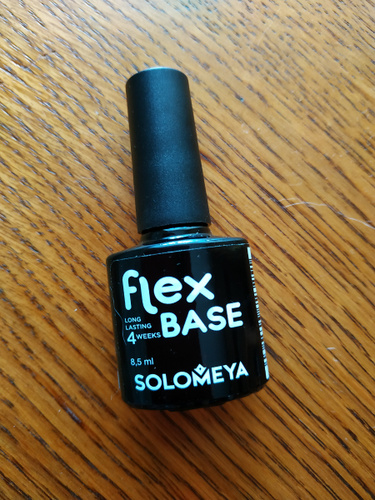 flex
LONG
LASTING
4 WEEKS
BASE
8,5 ml
SOLOMEYA